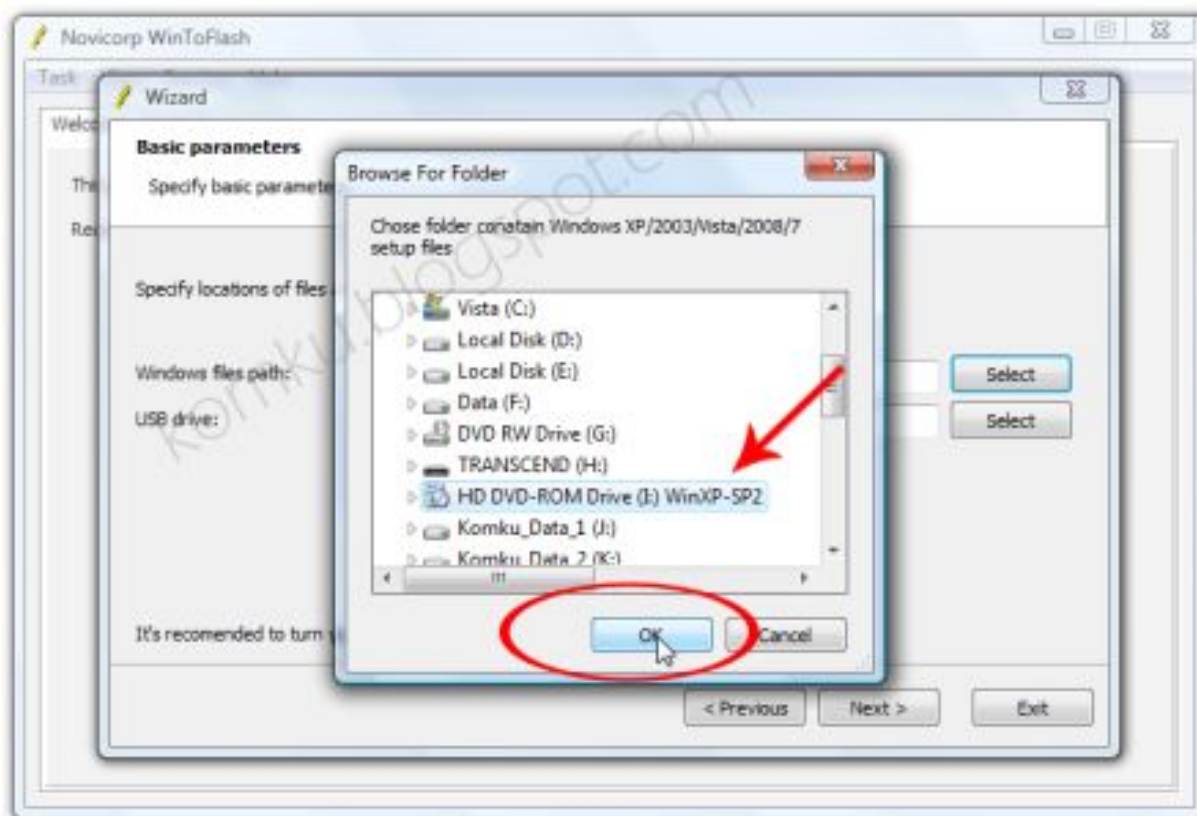 Novicorp WinToFlash
Task
Wizard
Basic parameters
Specify basic paramete
Browse For Folder
Chose folder conatain Windows XP/2003/Vista/2008/7
setup files
Specify locations of files
Vista (C:)
Local Disk (D:)
Local Disk (E:)
Data (F:)
DVD RW Drive (G:)
TRANSCEND (H:)
HD DVD-ROM Drive (I:) WinXP-SP2
Komku_Data_1 (J:)
Komku_Data_2 (K:)
Windows files path:
Select
USB drive:
Select
It's recomended to turn
OK
Cancel
< Previous
Next >
Exit
komku.blogspot.com